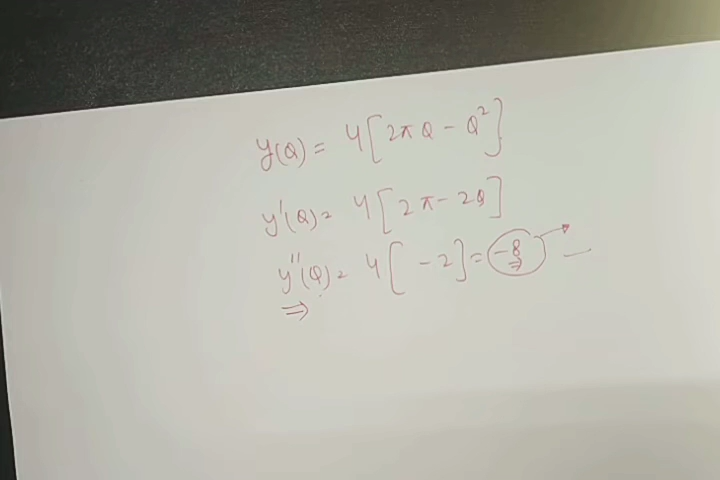 y(Q) = 4[2πQ - Q²]
y'(Q) = 4[2π - 2Q]
y''(Q) = 4[-2] = -8
⇒